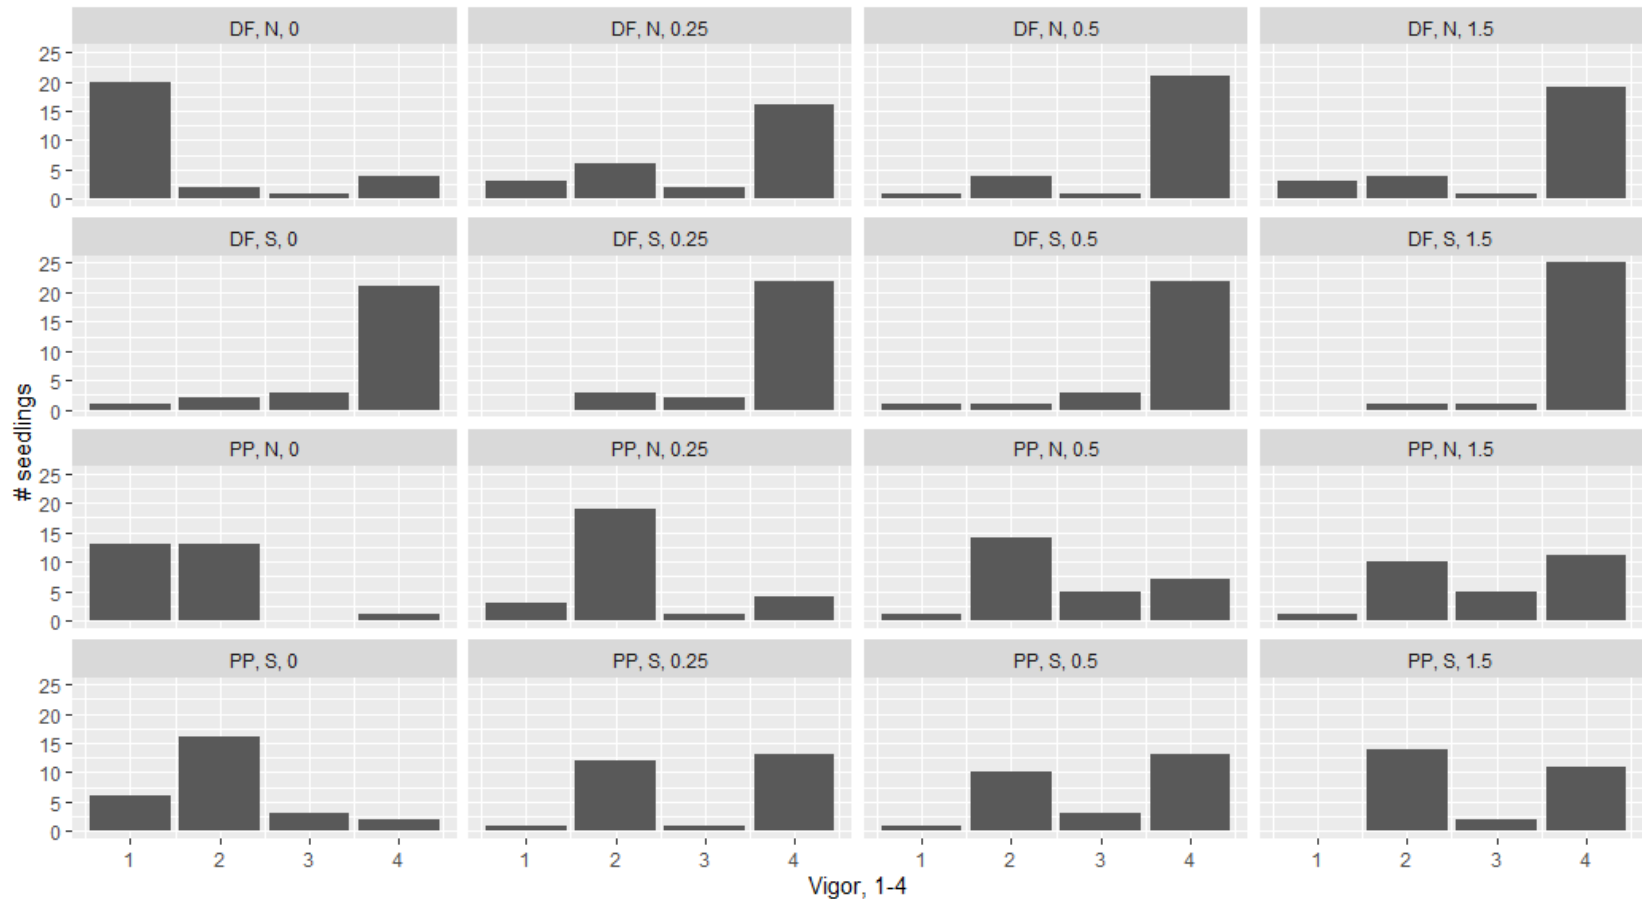 DF, N, 0
DF, N, 0.25
DF, N, 0.5
DF, N, 1.5
25
20
15
10
5
0
DF, S, 0
DF, S, 0.25
DF, S, 0.5
DF, S, 1.5
25
20
15
10
5
0
# seedlings
PP, N, 0
PP, N, 0.25
PP, N, 0.5
PP, N, 1.5
25
20
15
10
5
0
PP, S, 0
PP, S, 0.25
PP, S, 0.5
PP, S, 1.5
25
20
15
10
5
0
1 2 3 4
1 2 3 4
1 2 3 4
1 2 3 4
Vigor, 1-4